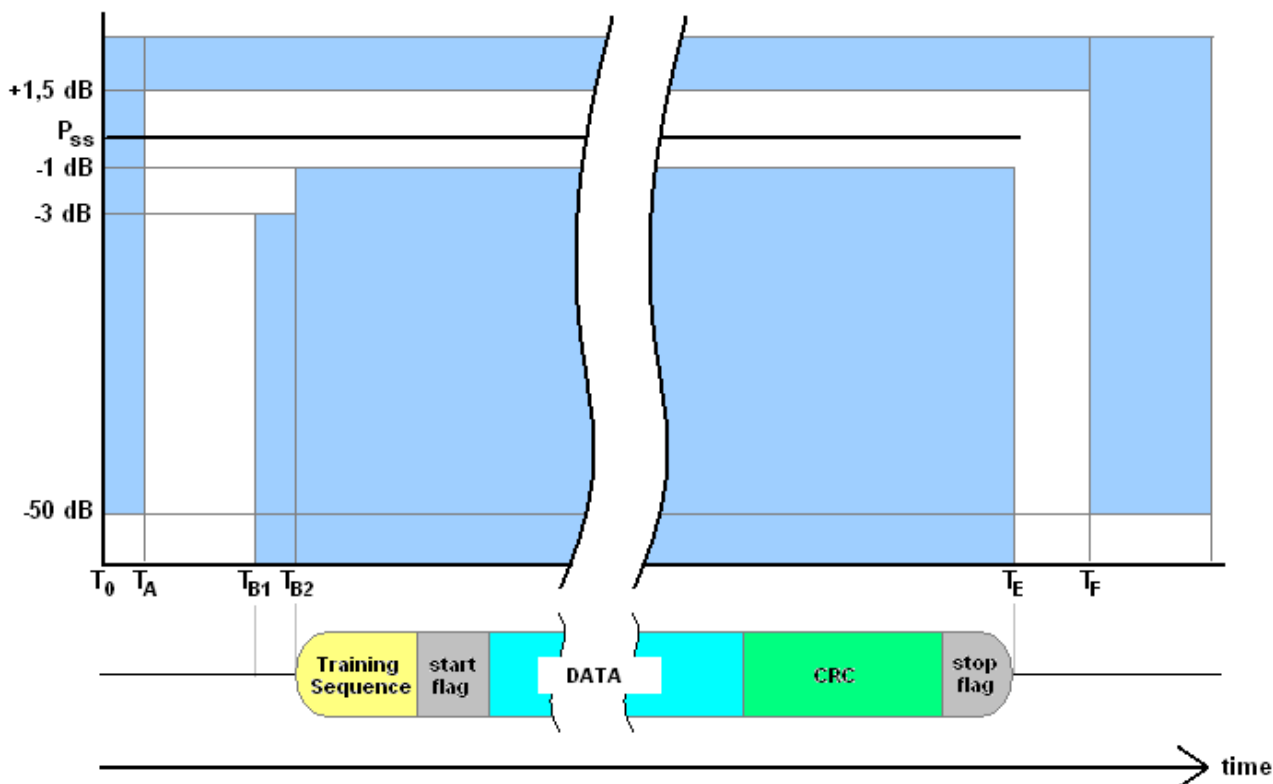 +1,5 dB
Pss
-1 dB
-3 dB
-50 dB
T0 TA TB1 TB2 TE TF
Training Sequence
start flag
DATA
CRC
stop flag
time